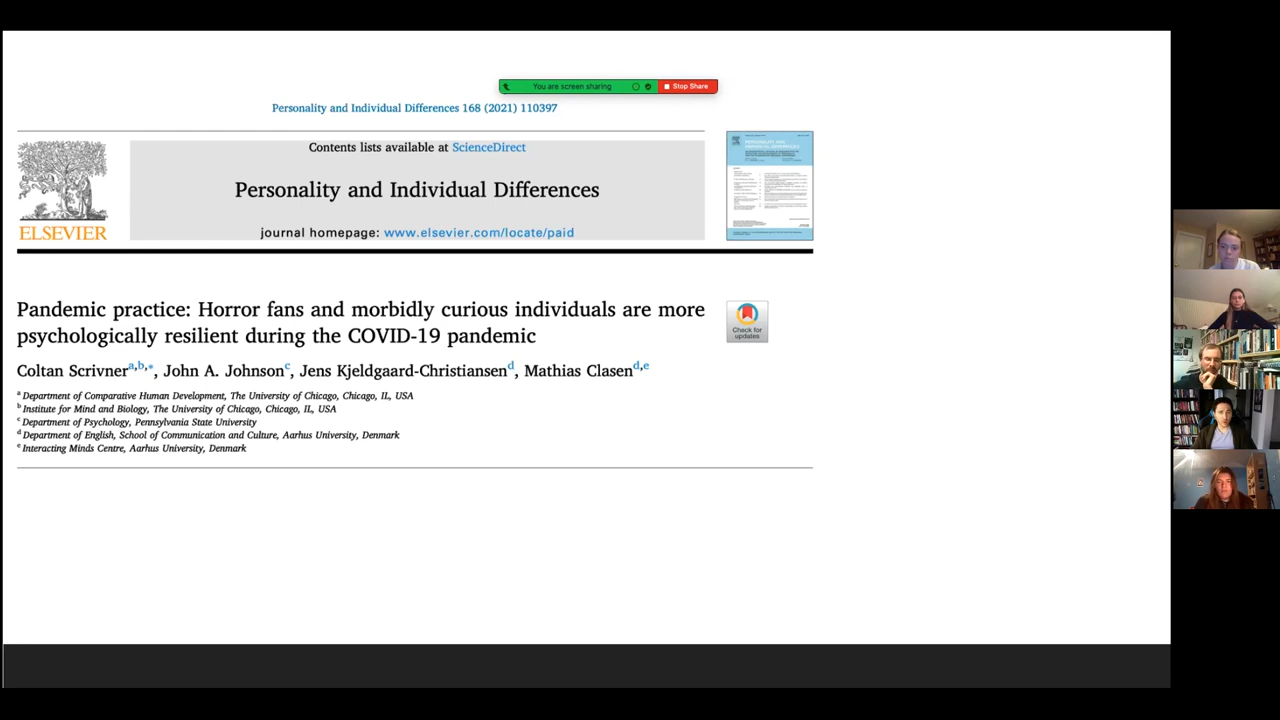 You are screen sharing
Stop Share
Personality and Individual Differences 168 (2021) 110397
Contents lists available at ScienceDirect
Personality and Individual Differences
journal homepage: www.elsevier.com/locate/paid
ELSEVIER
PERSONALITY AND
INDIVIDUAL DIFFERENCES
Pandemic practice: Horror fans and morbidly curious individuals are more
psychologically resilient during the COVID-19 pandemic
Check for
updates
Coltan Scrivner a,b,*, John A. Johnson c, Jens Kjeldgaard-Christiansen d, Mathias Clasen d,e
a Department of Comparative Human Development, The University of Chicago, Chicago, IL, USA
b Institute for Mind and Biology, The University of Chicago, Chicago, IL, USA
c Department of Psychology, Pennsylvania State University
d Department of English, School of Communication and Culture, Aarhus University, Denmark
e Interacting Minds Centre, Aarhus University, Denmark